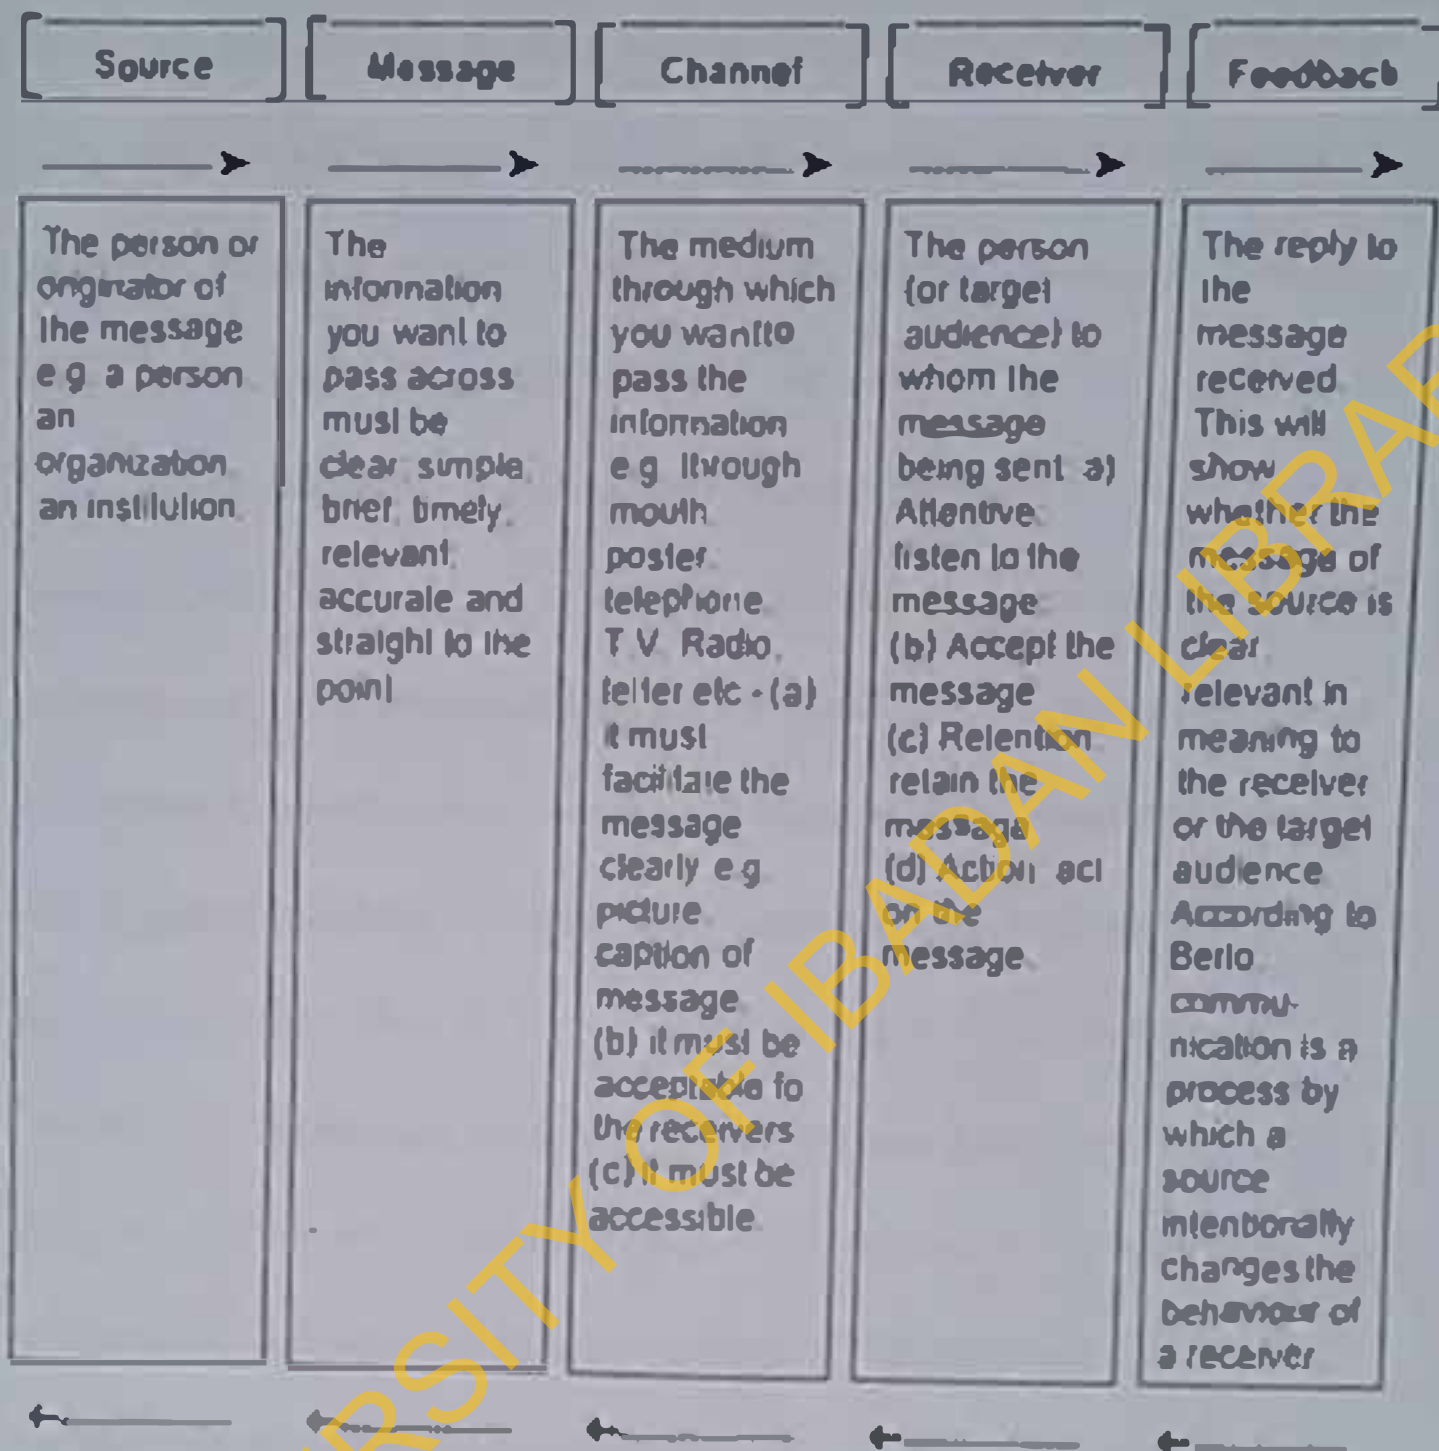 Source
Message
Channel
Receiver
Feedback
The person or
originator of
the message
e.g. a person
an
organization
an institution
The
information
you want to
pass across
must be
clear, simple,
brief, timely,
relevant,
accurate and
straight to the
point
The medium
through which
you want to
pass the
information
e.g. through
mouth,
poster,
telephone,
T.V. Radio,
letter etc - (a)
it must
facilitate the
message
clearly e.g
picture,
caption of
message.
(b) it must be
acceptable to
the receivers
(c) it must be
accessible
The person
(or target
audience) to
whom the
message
being sent a)
Attentive
listen to the
message
(b) Accept the
message
(c) Retention
retain the
message
(d) Action act
on the
message
The reply to
the
message
received.
This will
show
whether the
message of
the source is
clear,
relevant in
meaning to
the receiver
or the target
audience
According to
Berlo
commu-
nication is a
process by
which a
source
intentionally
changes the
behaviour of
a receiver
UNIVERSITY OF IBADAN LIBRARY